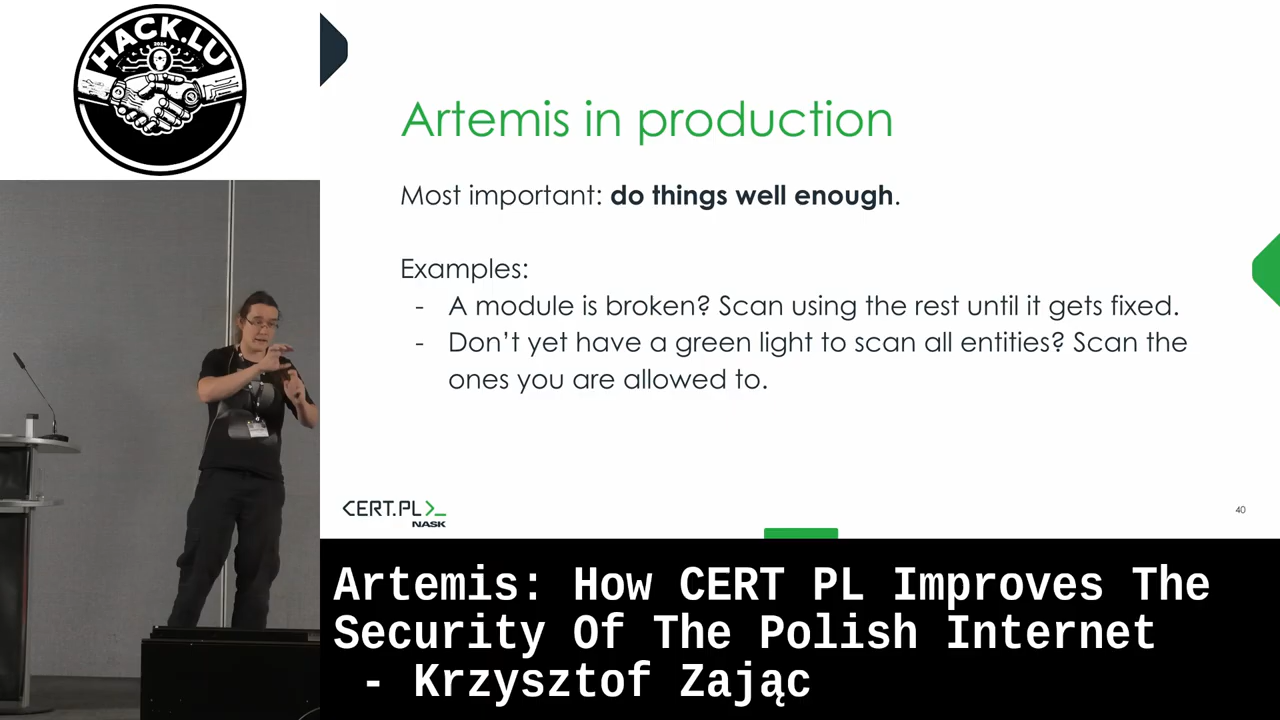 HACK.LU
2024
Artemis in production
Most important: do things well enough.
Examples:
- A module is broken? Scan using the rest until it gets fixed.
- Don't yet have a green light to scan all entities? Scan the
ones you are allowed to.
<CERT.PL>_
NASK
40
Artemis: How CERT PL Improves The
Security Of The Polish Internet
- Krzysztof Zając